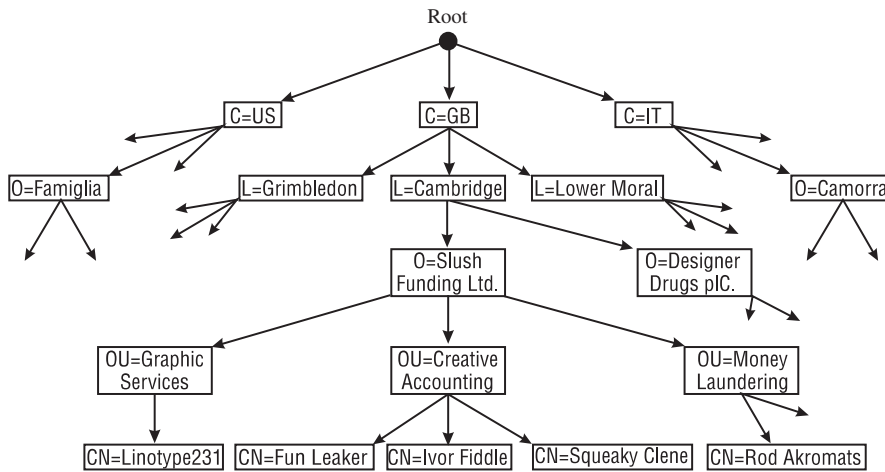 Root
C=US
C=GB
C=IT
O=Famiglia
L=Grimbledon
L=Cambridge
L=Lower Moral
O=Camorra
O=Slush
Funding Ltd.
O=Designer
Drugs plC.
OU=Graphic
Services
OU=Creative
Accounting
OU=Money
Laundering
CN=Linotype231
CN=Fun Leaker
CN=Ivor Fiddle
CN=Squeaky Clene
CN=Rod Akromats